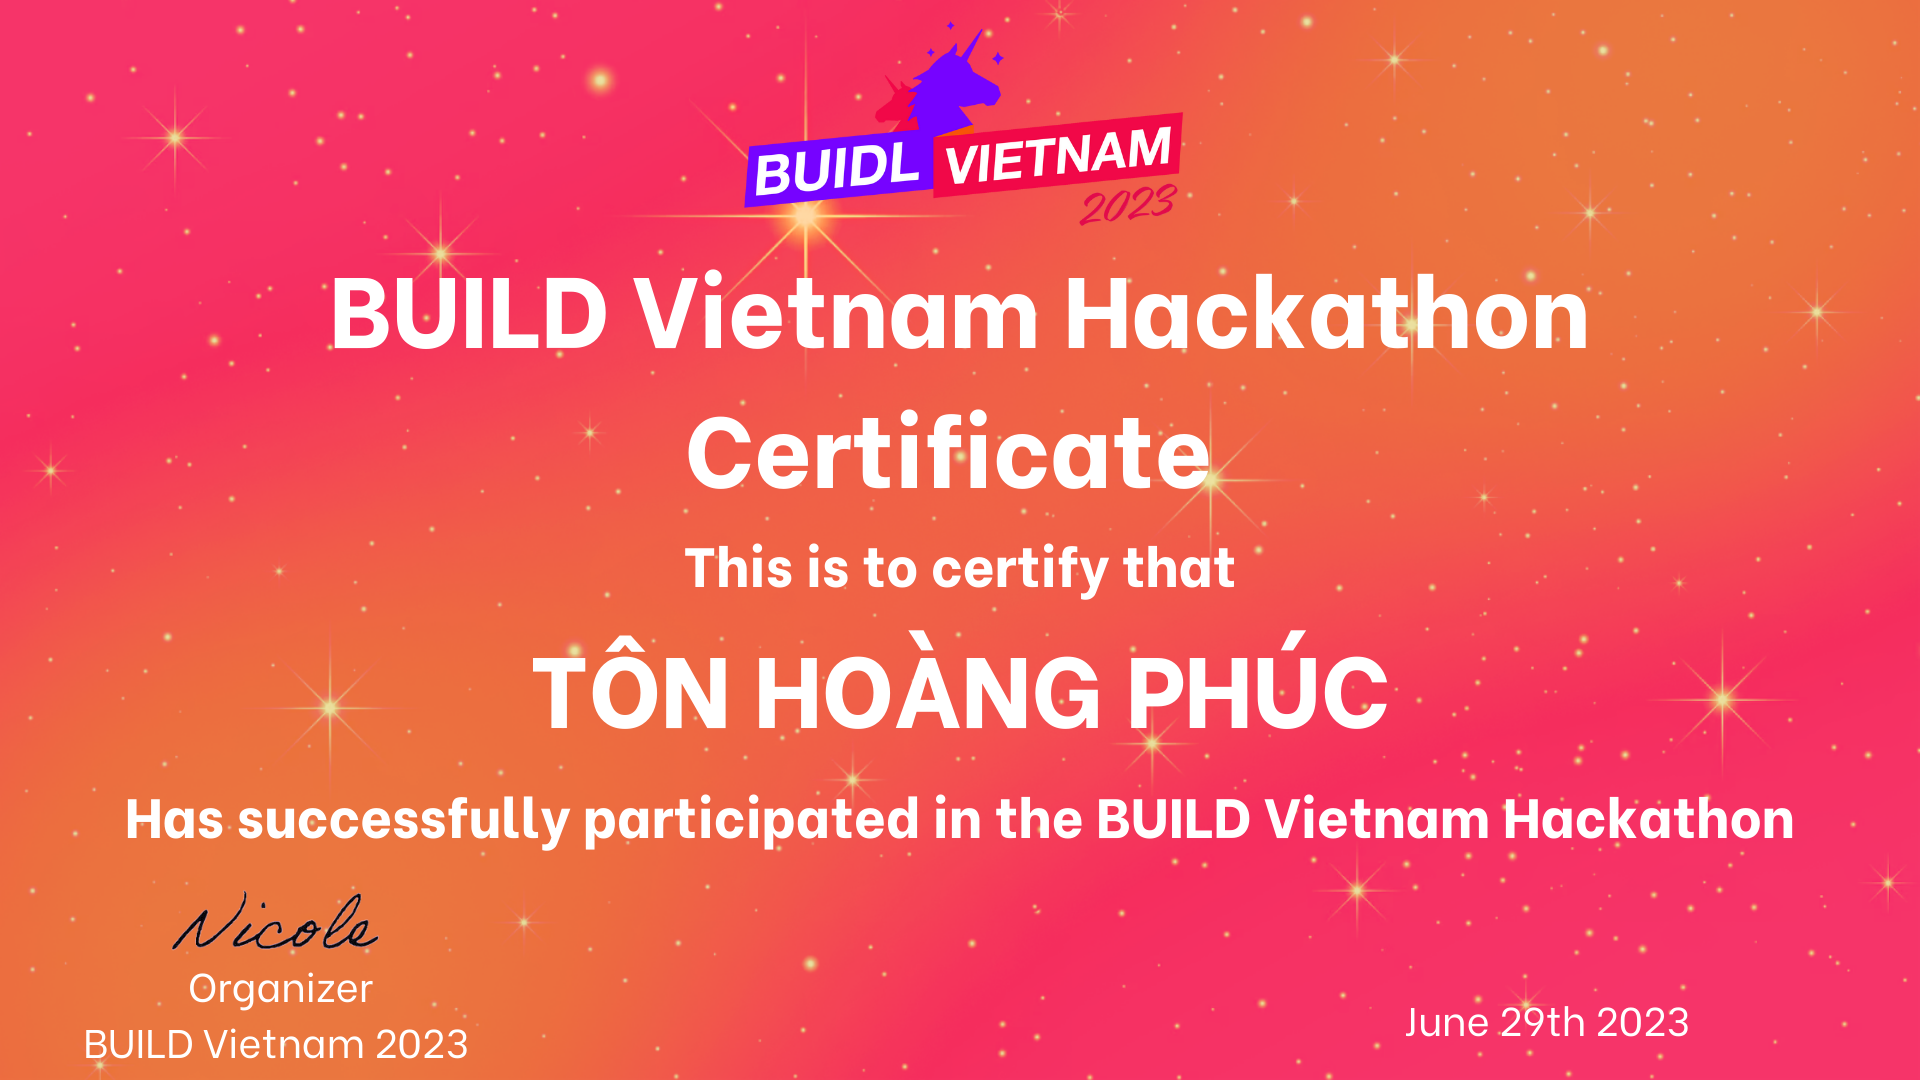 BUIDL VIETNAM
2023
BUILD Vietnam Hackathon
Certificate
This is to certify that
TÔN HOÀNG PHÚC
Has successfully participated in the BUILD Vietnam Hackathon
Nicole
Organizer
BUILD Vietnam 2023
June 29th 2023